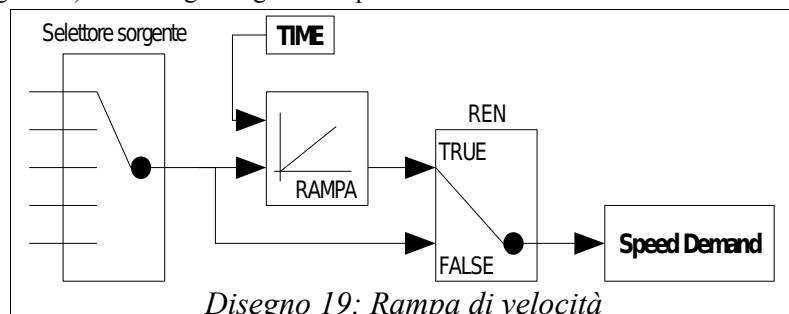 Selettore sorgente
TIME
REN
TRUE
RAMPA
FALSE
Speed Demand
Disegno 19: Rampa di velocità